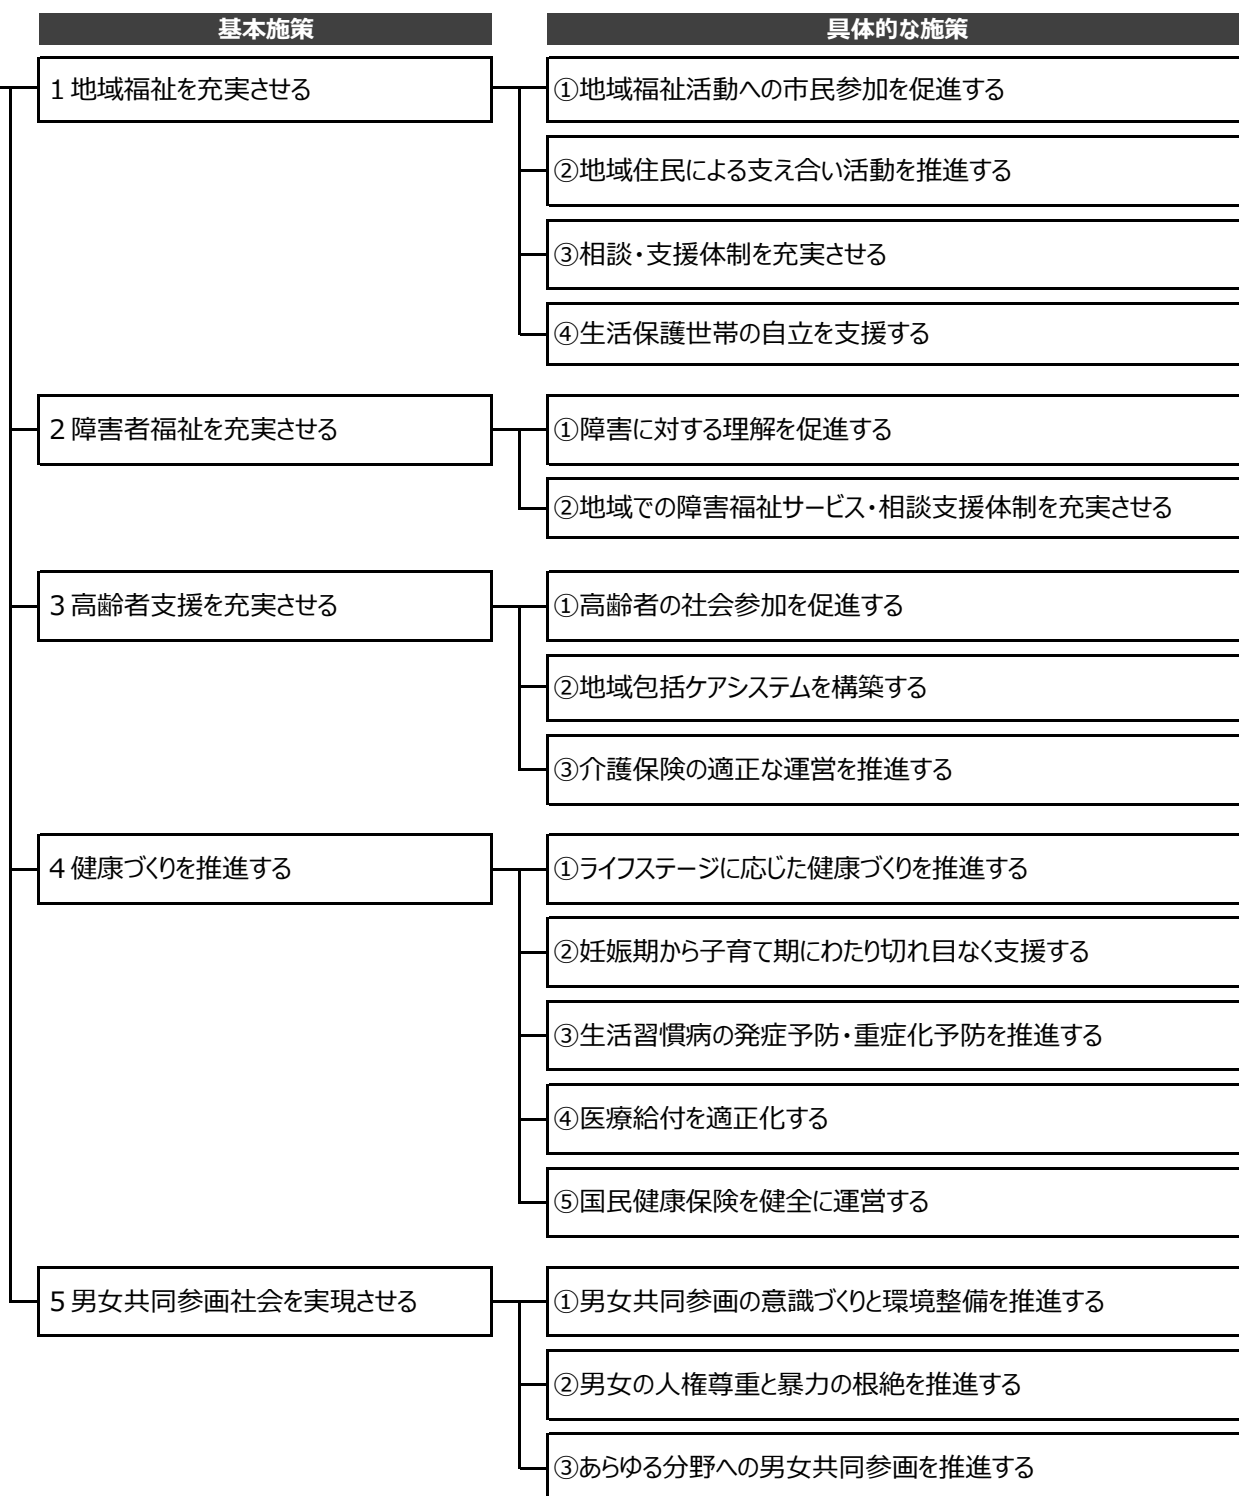 基本施策
具体的な施策
1 地域福祉を充実させる
①地域福祉活動への市民参加を促進する
②地域住民による支え合い活動を推進する
③相談・支援体制を充実させる
④生活保護世帯の自立を支援する
2 障害者福祉を充実させる
①障害に対する理解を促進する
②地域での障害福祉サービス・相談支援体制を充実させる
3 高齢者支援を充実させる
①高齢者の社会参加を促進する
②地域包括ケアシステムを構築する
③介護保険の適正な運営を推進する
4 健康づくりを推進する
①ライフステージに応じた健康づくりを推進する
②妊娠期から子育て期にわたり切れ目なく支援する
③生活習慣病の発症予防・重症化予防を推進する
④医療給付を適正化する
⑤国民健康保険を健全に運営する
5 男女共同参画社会を実現させる
①男女共同参画の意識づくりと環境整備を推進する
②男女の人権尊重と暴力の根絶を推進する
③あらゆる分野への男女共同参画を推進する